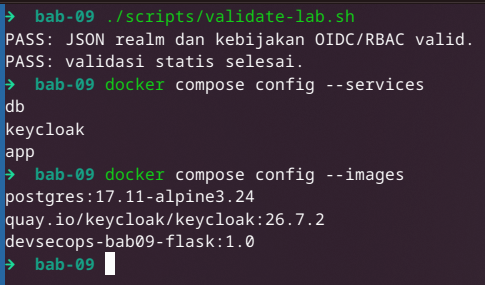 → bab-09 ./scripts/validate-lab.sh
PASS: JSON realm dan kebijakan OIDC/RBAC valid.
PASS: validasi statis selesai.
→ bab-09 docker compose config --services
db
keycloak
app
→ bab-09 docker compose config --images
postgres:17.11-alpine3.24
quay.io/keycloak/keycloak:26.7.2
devsecops-bab09-flask:1.0
→ bab-09